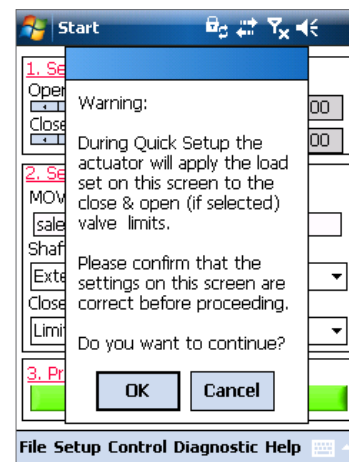 Start
1. Se
Oper
00
Close
00
2. Se
MOV
sale
Shaf
Exte
Close
Limi
3. Pr
Warning:
During Quick Setup the
actuator will apply the load
set on this screen to the
close & open (if selected)
valve limits.
Please confirm that the
settings on this screen are
correct before proceeding.
Do you want to continue?
OK
Cancel
File Setup Control Diagnostic Help